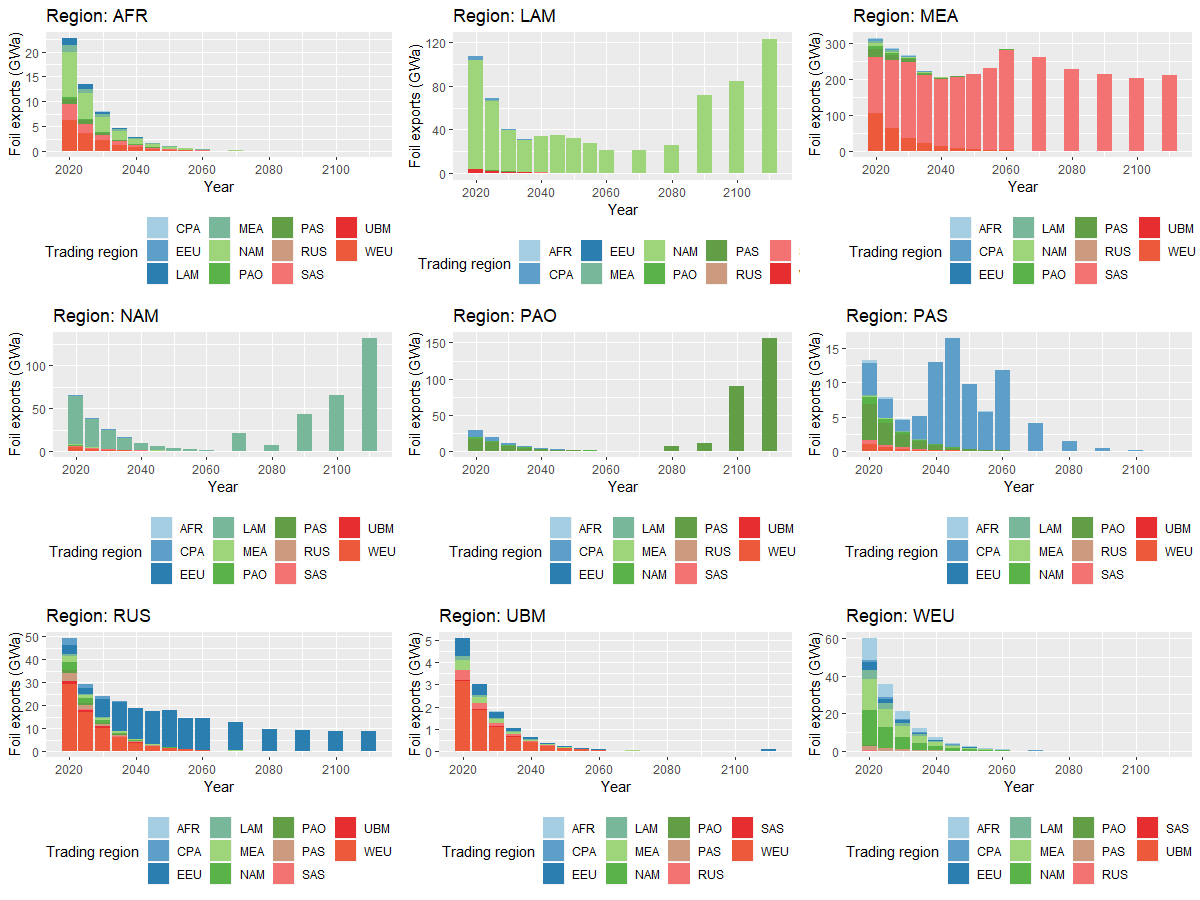 Region: AFR
Foil exports (GWa)
20
15
10
5
0
2020
2040
2060
2080
2100
Year
Trading region
CPA
MEA
PAS
UBM
EEU
NAM
RUS
WEU
LAM
PAO
SAS
Region: LAM
Foil exports (GWa)
120
80
40
0
2020
2040
2060
2080
2100
Year
Trading region
AFR
EEU
NAM
PAS
CPA
MEA
PAO
RUS
Region: MEA
Foil exports (GWa)
300
200
100
0
2020
2040
2060
2080
2100
Year
Trading region
AFR
LAM
PAS
UBM
CPA
NAM
RUS
WEU
EEU
PAO
SAS
Region: NAM
Foil exports (GWa)
100
50
0
2020
2040
2060
2080
2100
Year
Trading region
AFR
LAM
PAS
UBM
CPA
MEA
RUS
WEU
EEU
PAO
SAS
Region: PAO
Foil exports (GWa)
150
100
50
0
2020
2040
2060
2080
2100
Year
Trading region
AFR
LAM
PAS
UBM
CPA
MEA
RUS
WEU
EEU
NAM
SAS
Region: PAS
Foil exports (GWa)
15
10
5
0
2020
2040
2060
2080
2100
Year
Trading region
AFR
LAM
PAO
UBM
CPA
MEA
RUS
WEU
EEU
NAM
SAS
Region: RUS
Foil exports (GWa)
50
40
30
20
10
0
2020
2040
2060
2080
2100
Year
Trading region
AFR
LAM
PAO
UBM
CPA
MEA
PAS
WEU
EEU
NAM
SAS
Region: UBM
Foil exports (GWa)
5
4
3
2
1
0
2020
2040
2060
2080
2100
Year
Trading region
AFR
LAM
PAO
SAS
CPA
MEA
PAS
WEU
EEU
NAM
RUS
Region: WEU
Foil exports (GWa)
60
40
20
0
2020
2040
2060
2080
2100
Year
Trading region
AFR
LAM
PAO
SAS
CPA
MEA
PAS
UBM
EEU
NAM
RUS